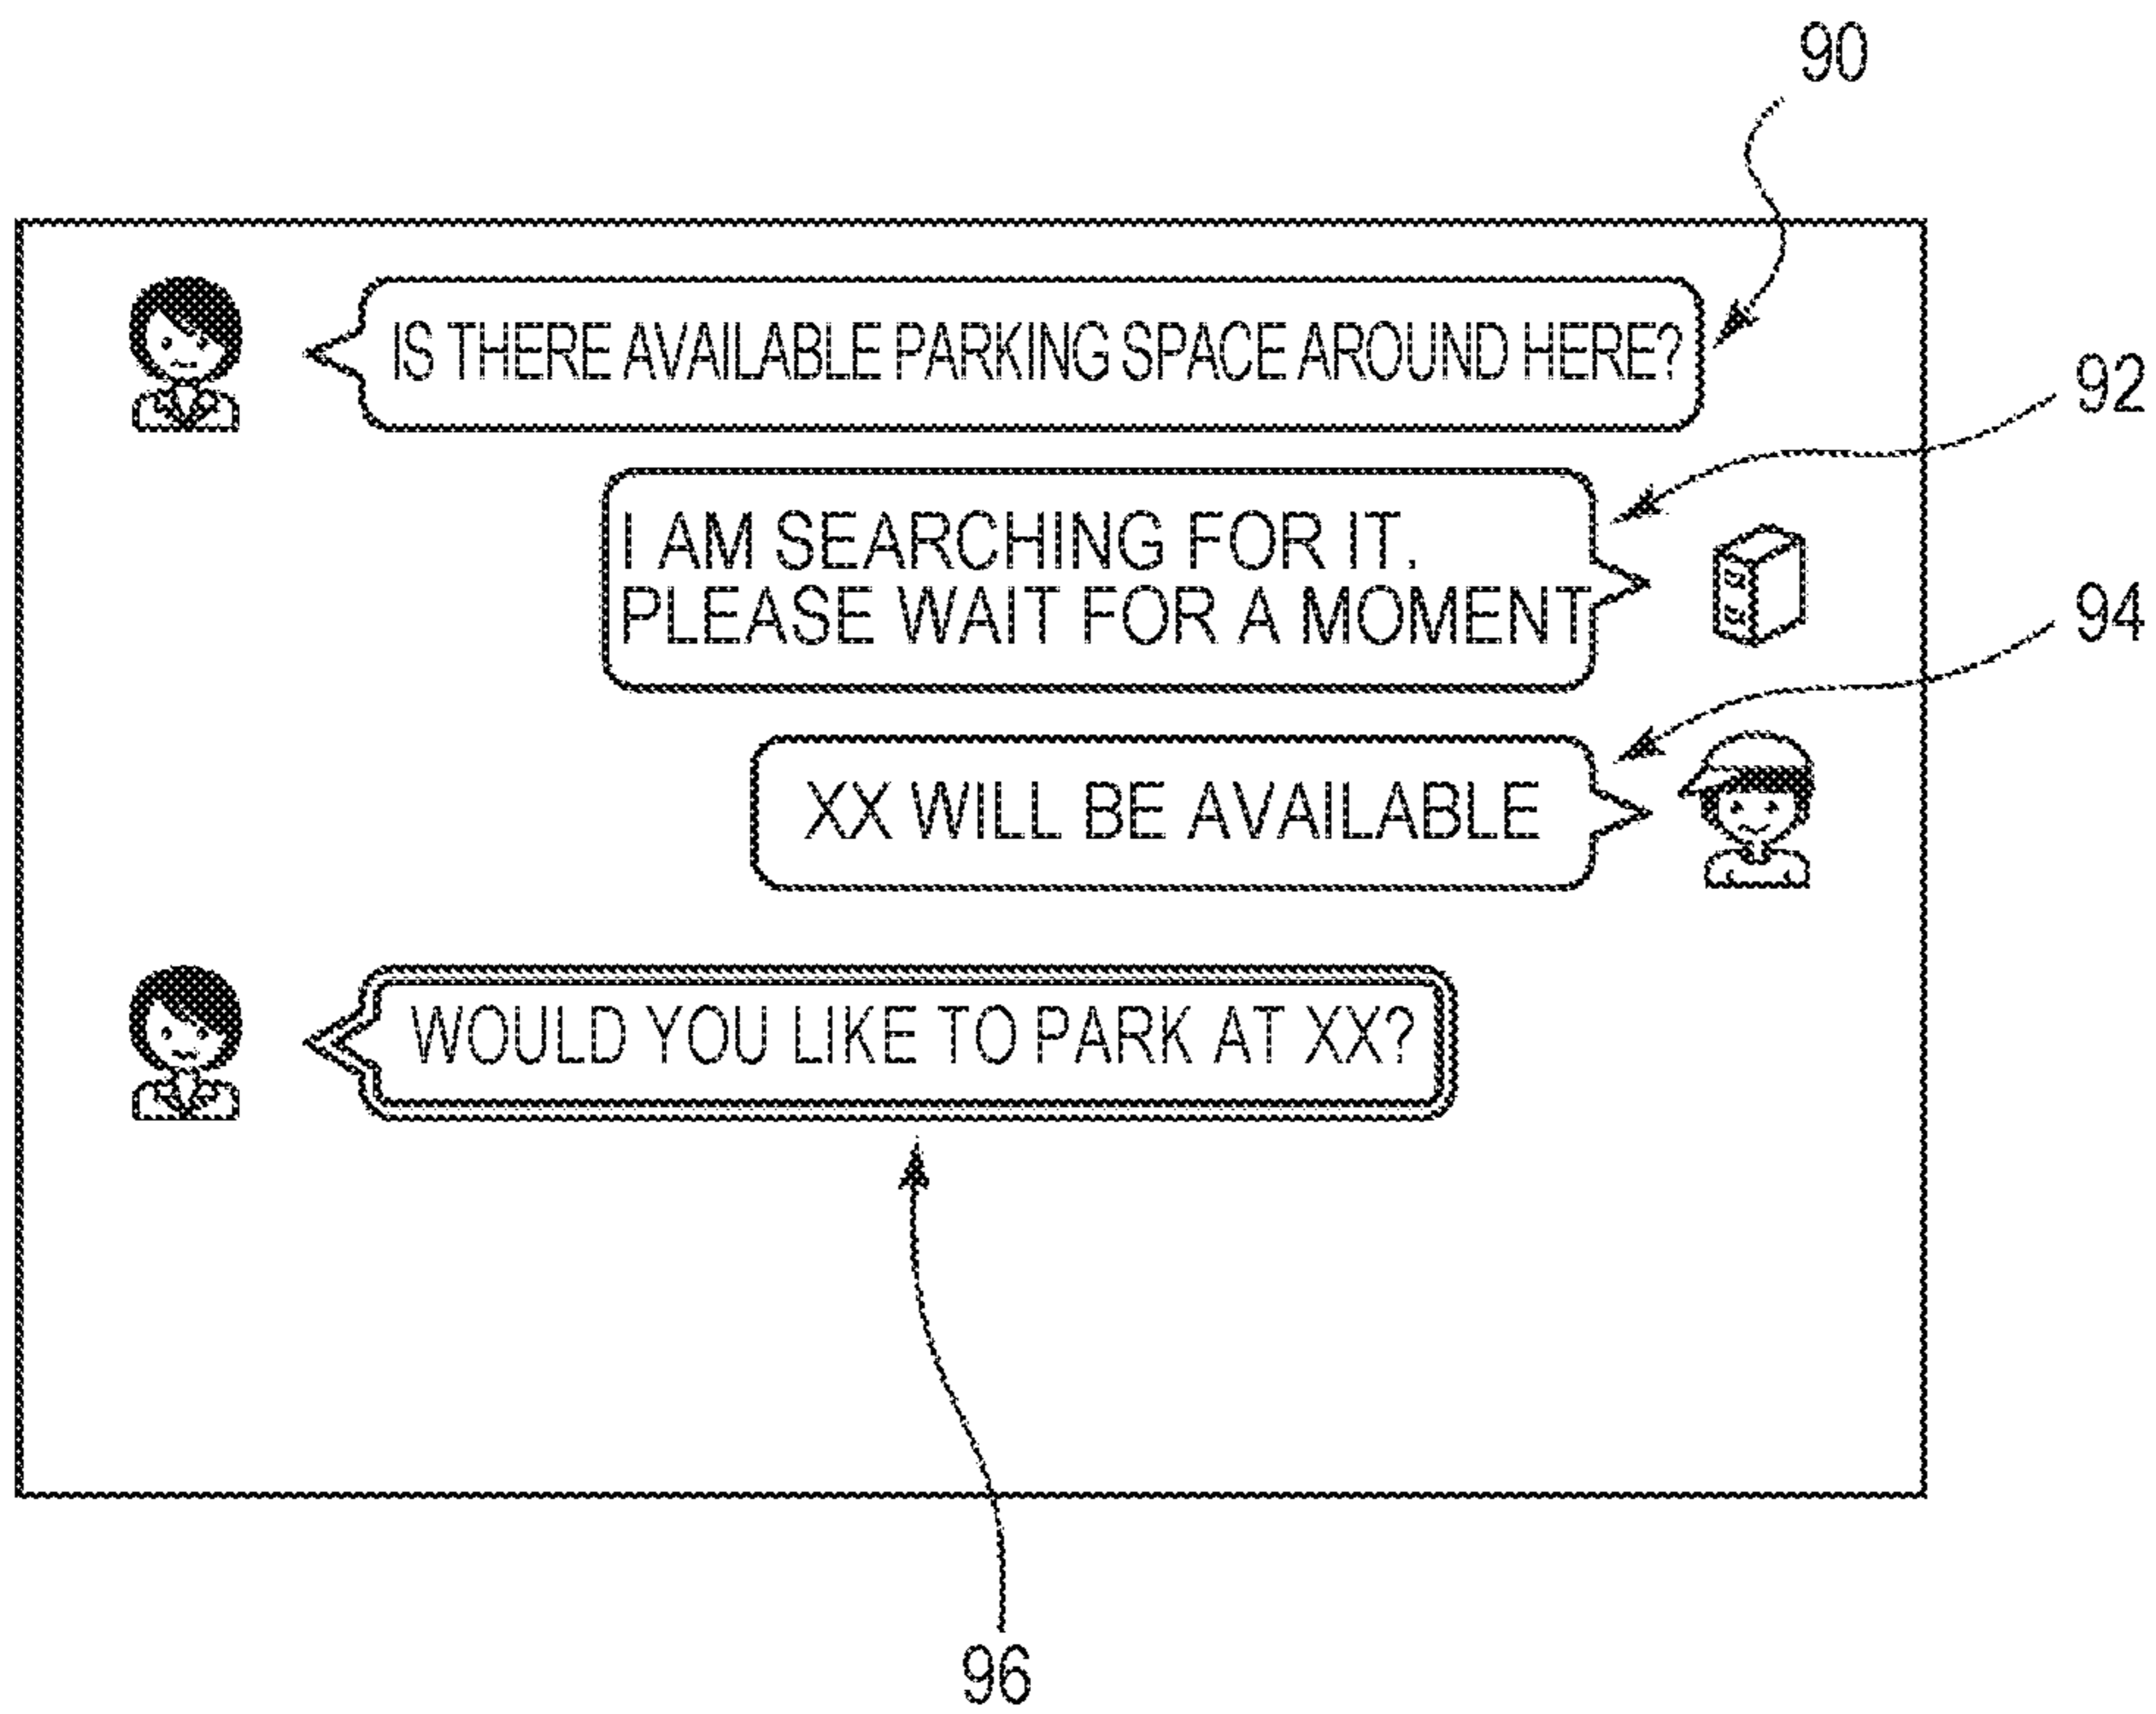 90
IS THERE AVAILABLE PARKING SPACE AROUND HERE?
92
I AM SEARCHING FOR IT.
PLEASE WAIT FOR A MOMENT
94
XX WILL BE AVAILABLE
WOULD YOU LIKE TO PARK AT XX?
96